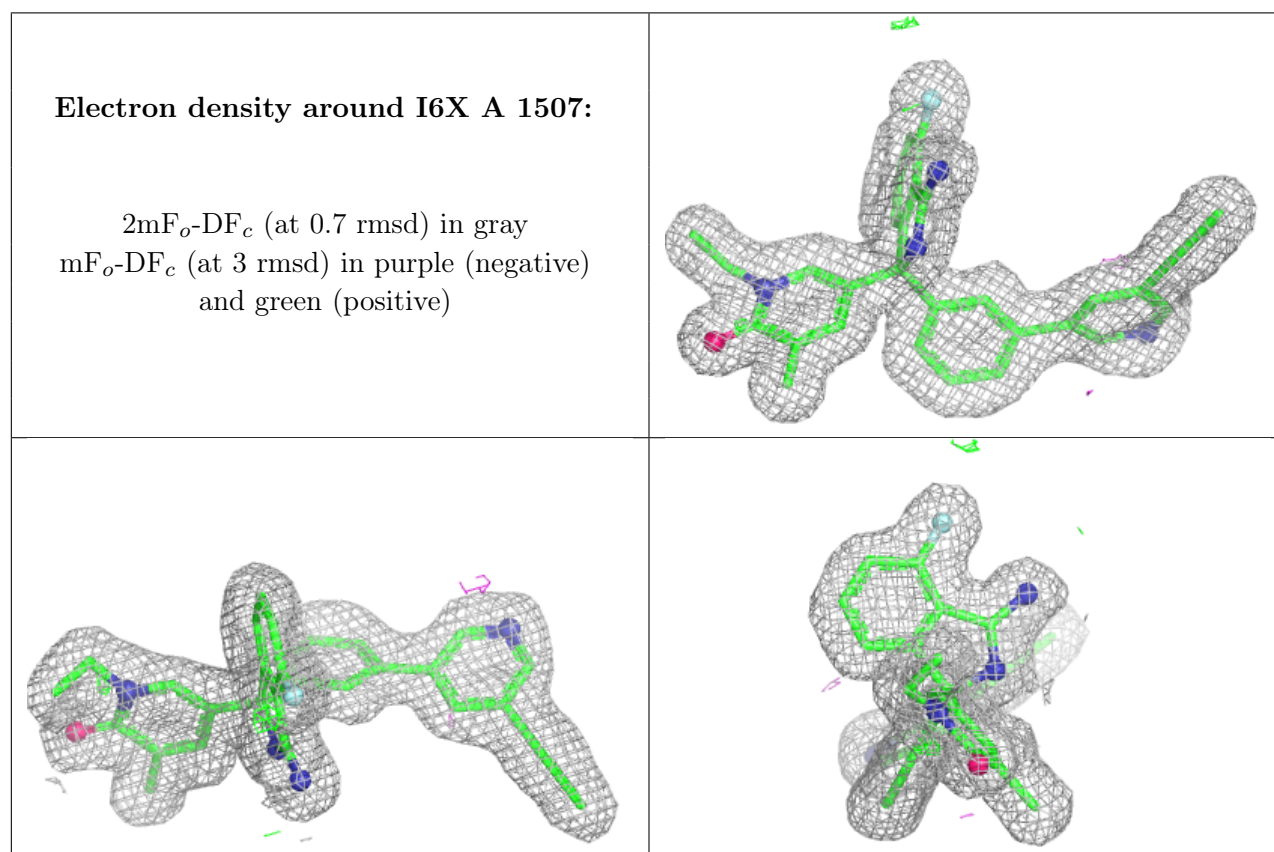 Electron density around I6X A 1507:
2mFₒ-DF𝑐 (at 0.7 rmsd) in gray
mFₒ-DF𝑐 (at 3 rmsd) in purple (negative)
and green (positive)